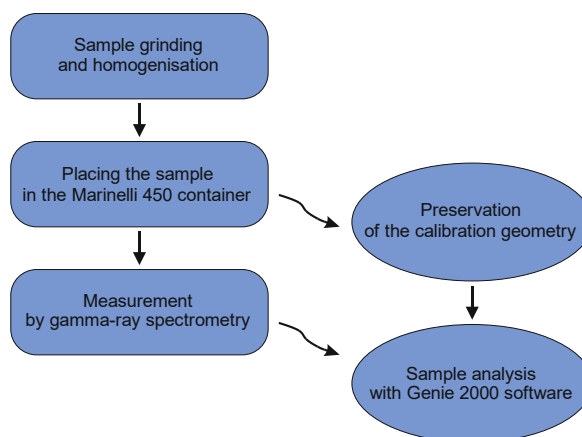 Sample grinding
and homogenisation
Placing the sample
in the Marinelli 450 container
Preservation
of the calibration geometry
Measurement
by gamma-ray spectrometry
Sample analysis
with Genie 2000 software